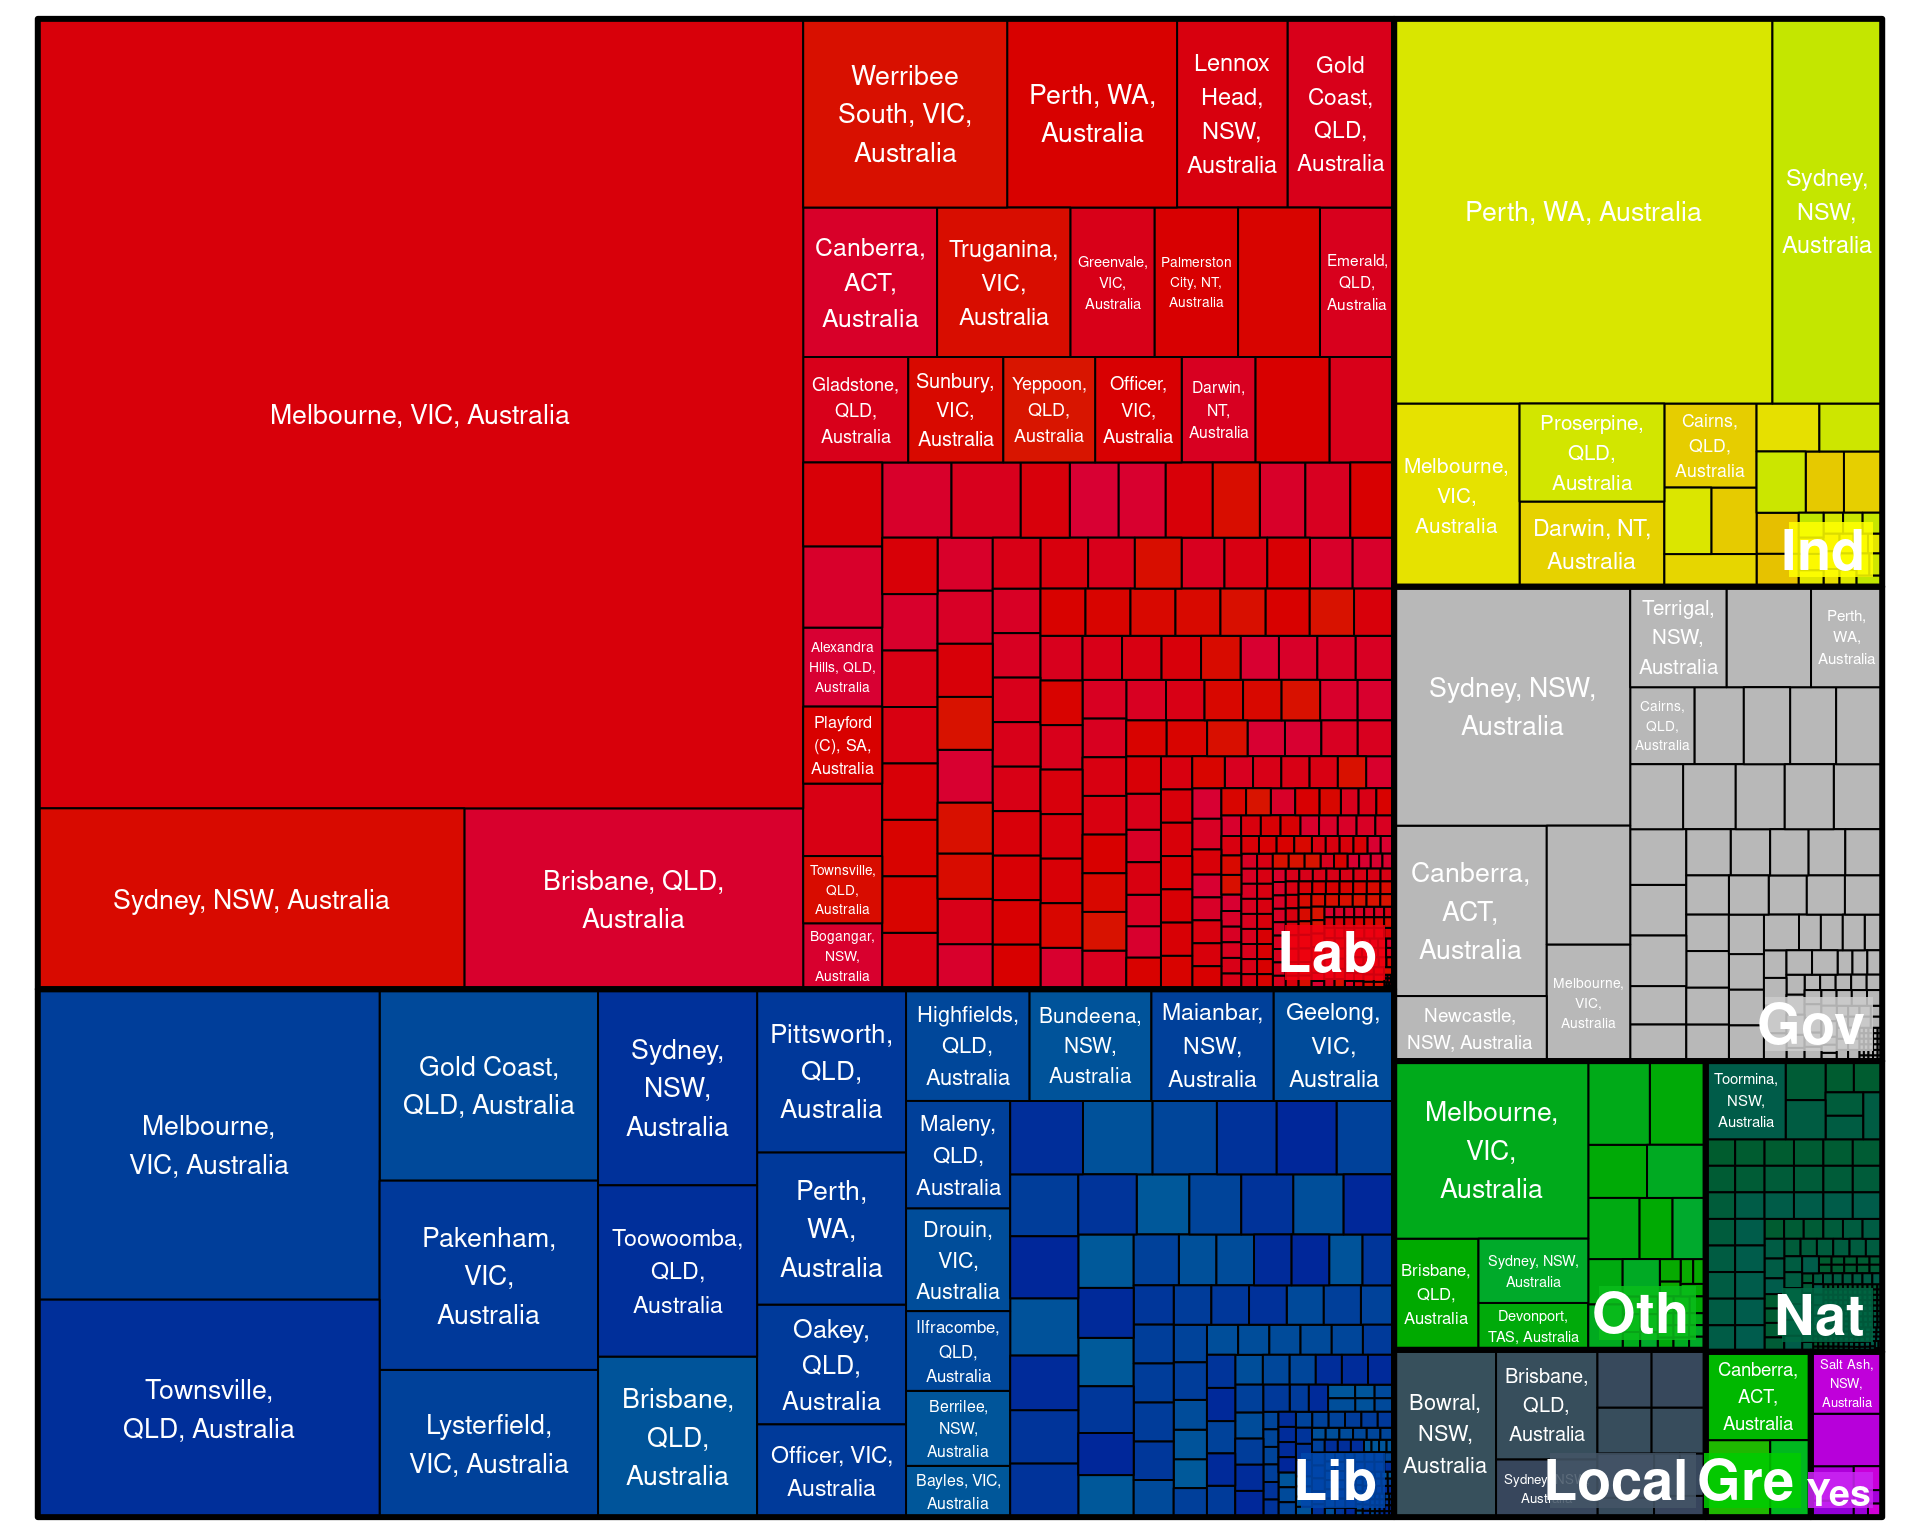 Melbourne, VIC, Australia
Sydney, NSW, Australia
Brisbane, QLD,
Australia
Werribee
South, VIC,
Australia
Perth, WA,
Australia
Lennox
Head,
NSW,
Australia
Gold
Coast,
QLD,
Australia
Canberra,
ACT,
Australia
Truganina,
VIC,
Australia
Greenvale,
VIC,
Australia
Palmerston
City, NT,
Australia
Emerald,
QLD,
Australia
Gladstone,
QLD,
Australia
Sunbury,
VIC,
Australia
Yeppoon,
QLD,
Australia
Officer,
VIC,
Australia
Darwin,
NT,
Australia
Alexandra
Hills, QLD,
Australia
Playford
(C), SA,
Australia
Townsville,
QLD,
Australia
Bogangar,
NSW,
Australia
Lab
Perth, WA, Australia
Sydney,
NSW,
Australia
Melbourne,
VIC,
Australia
Proserpine,
QLD,
Australia
Darwin, NT,
Australia
Cairns,
QLD,
Australia
Ind
Sydney, NSW,
Australia
Terrigal,
NSW,
Australia
Perth,
WA,
Australia
Cairns,
QLD,
Australia
Canberra,
ACT,
Australia
Newcastle,
NSW, Australia
Melbourne,
VIC,
Australia
Gov
Melbourne,
VIC, Australia
Townsville,
QLD, Australia
Gold Coast,
QLD, Australia
Pakenham,
VIC,
Australia
Lysterfield,
VIC, Australia
Sydney,
NSW,
Australia
Toowoomba,
QLD,
Australia
Brisbane,
QLD,
Australia
Pittsworth,
QLD,
Australia
Perth,
WA,
Australia
Oakey,
QLD,
Australia
Officer, VIC,
Australia
Highfields,
QLD,
Australia
Bundeena,
NSW,
Australia
Maianbar,
NSW,
Australia
Geelong,
VIC,
Australia
Maleny,
QLD,
Australia
Drouin,
VIC,
Australia
Ilfracombe,
QLD,
Australia
Berrilee,
NSW,
Australia
Bayles, VIC,
Australia
Lib
Melbourne,
VIC,
Australia
Brisbane,
QLD,
Australia
Sydney, NSW,
Australia
Devonport,
TAS, Australia
Oth
Toormina,
NSW,
Australia
Nat
Bowral,
NSW,
Australia
Brisbane,
QLD,
Australia
Sydney, NSW,
Australia
Local
Canberra,
ACT,
Australia
Gre
Salt Ash,
NSW,
Australia
Yes